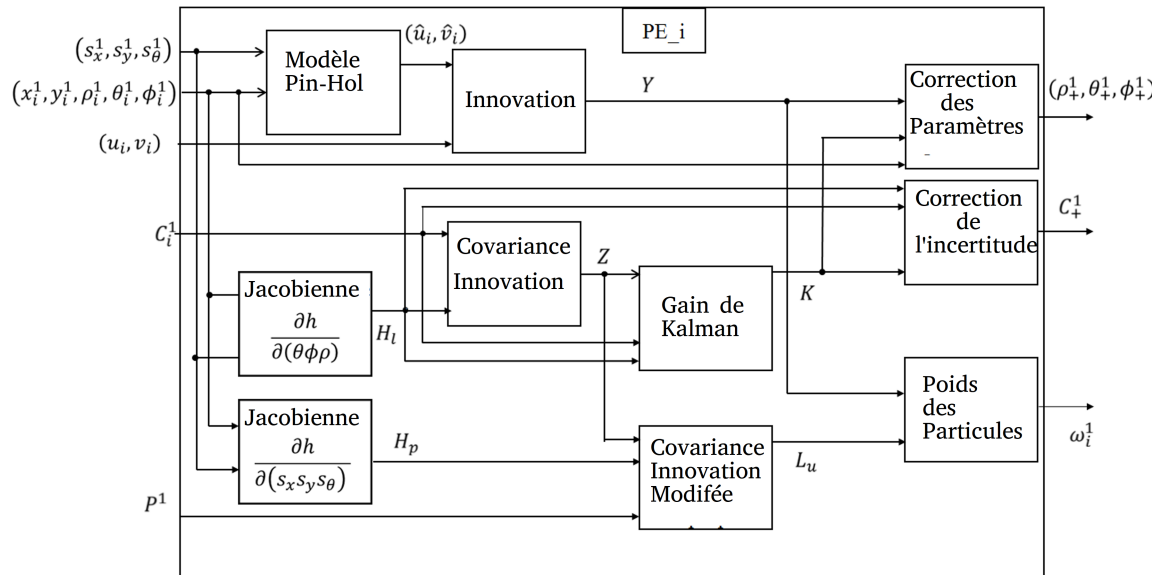 PE_i
(s_x^1, s_y^1, s_θ^1)
(x_i^1, y_i^1, ρ_i^1, θ_i^1, ϕ_i^1)
(u_i, v_i)
Modèle
Pin-Hol
(û_i, v̂_i)
Innovation
Y
Correction
des
Paramètres
(ρ_+^1, θ_+^1, ϕ_+^1)
C_i^1
Covariance
Innovation
Z
Correction
de
l'incertitude
C_+^1
Jacobienne
∂h
∂(θϕρ)
H_l
Gain de
Kalman
K
Jacobienne
∂h
∂(s_x s_y s_θ)
H_p
Covariance
Innovation
Modifée
L_u
Poids
des
Particules
ω_i^1
P^1